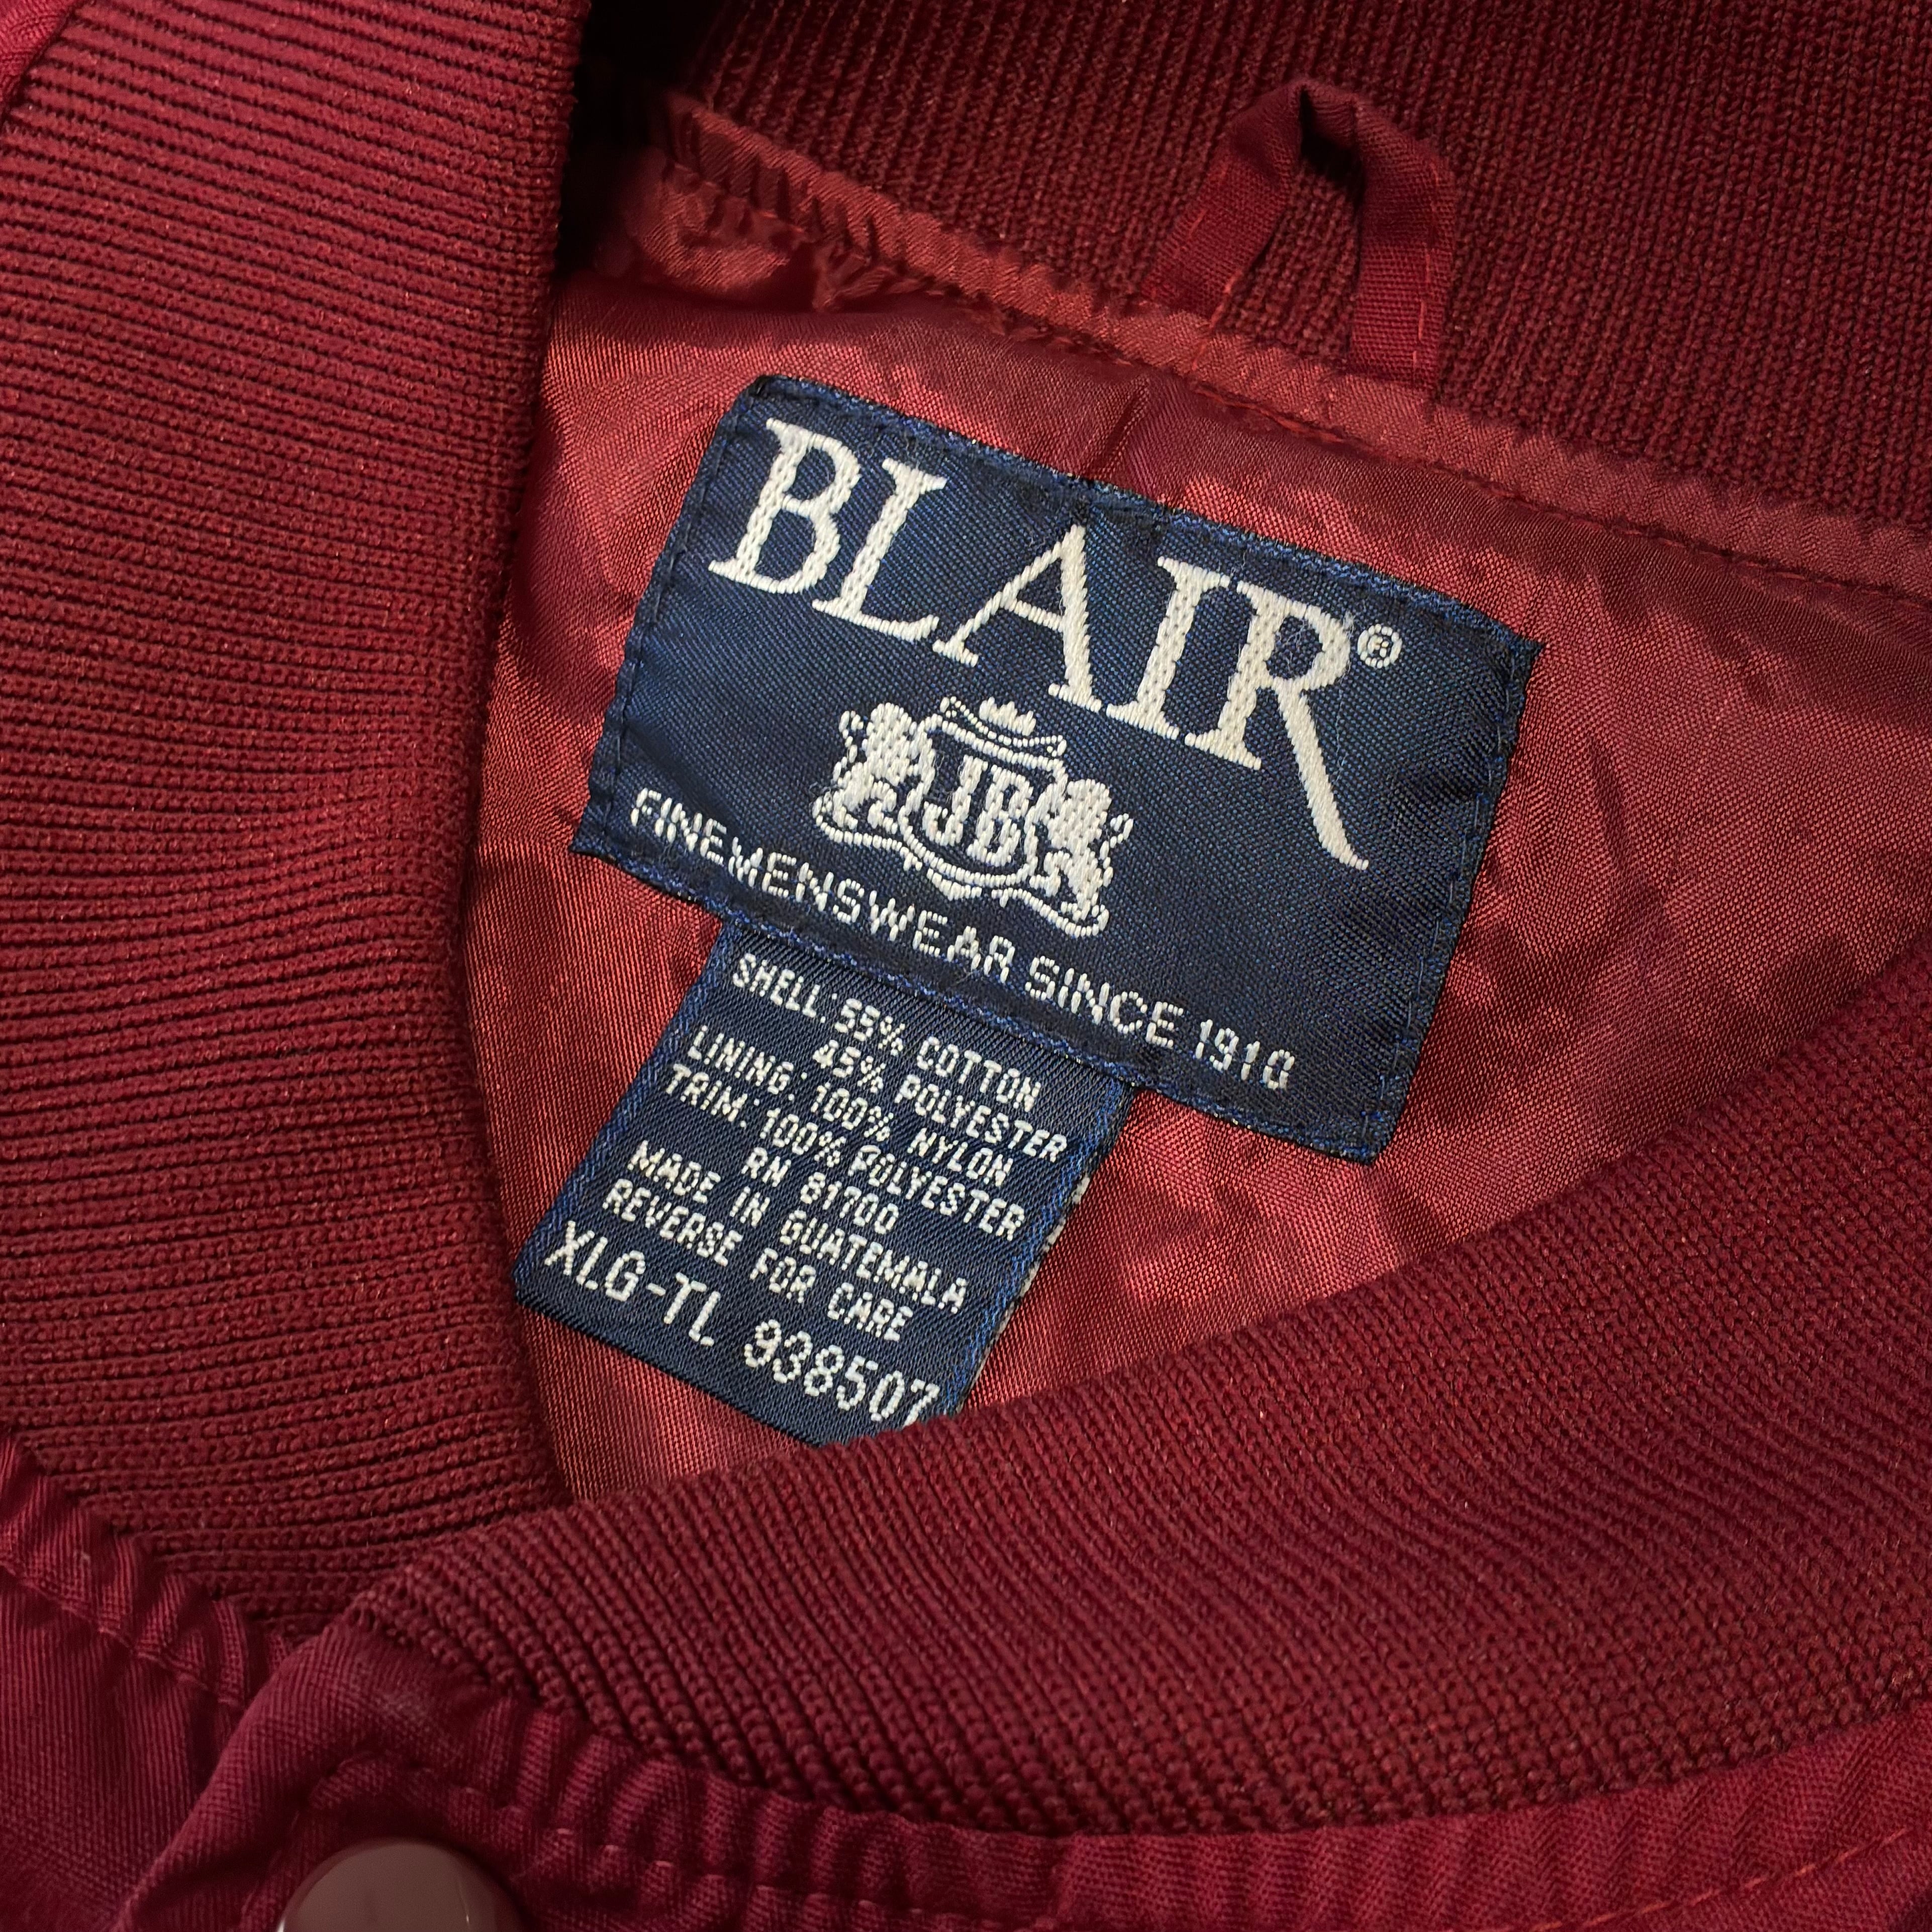 BLAIR®
JB
FINE MENSWEAR SINCE 1910
SHELL: 55% COTTON
45% POLYESTER
LINING: 100% NYLON
TRIM: 100% POLYESTER
RN 81700
MADE IN GUATEMALA
REVERSE FOR CARE
XLG-TL 938507